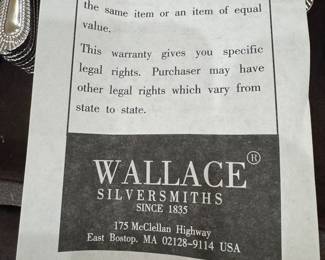 the same item or an item of equal
value.
This warranty gives you specific
legal rights. Purchaser may have
other legal rights which vary from
state to state.
WALLACE®
SILVERSMITHS
SINCE 1835
175 McClellan Highway
East Boston, MA 02128-9114 USA